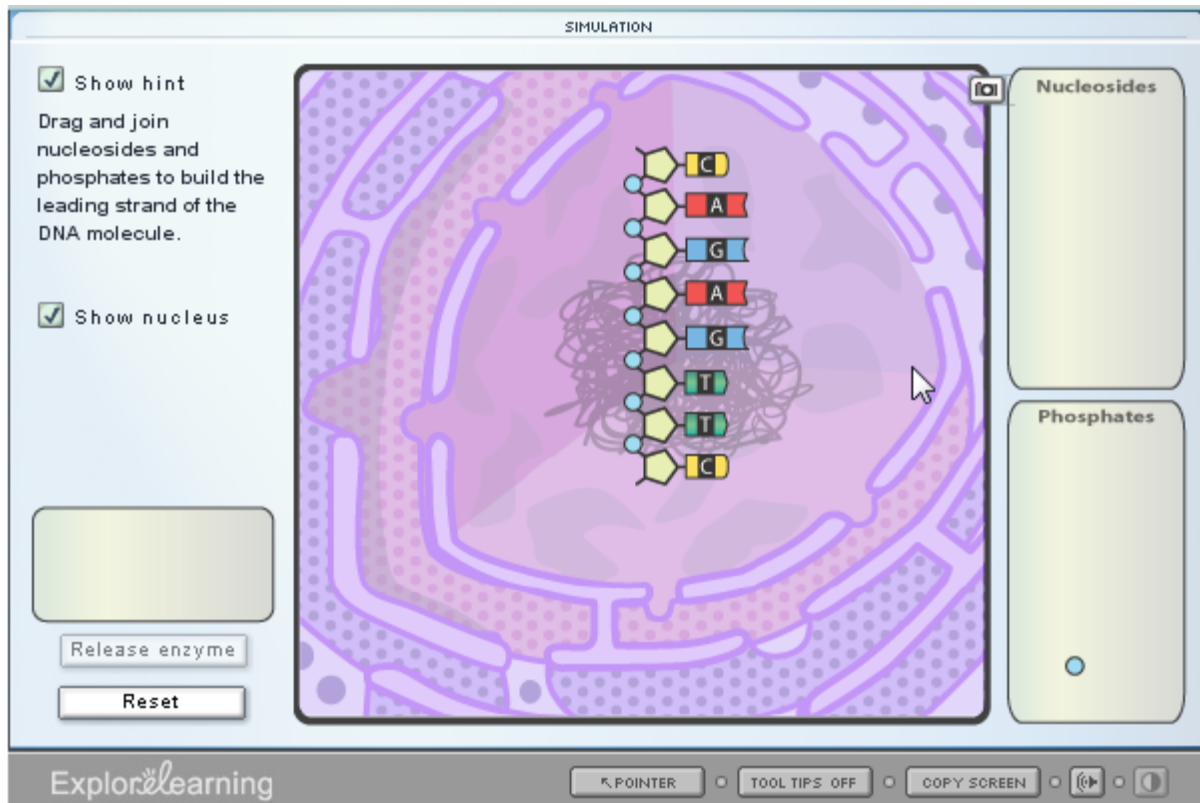 SIMULATION
Show hint
Drag and join
nucleosides and
phosphates to build the
leading strand of the
DNA molecule.
Show nucleus
Release enzyme
Reset
C
A
G
A
G
T
T
C
Nucleosides
Phosphates
ExploreLearning
POINTER
TOOL TIPS OFF
COPY SCREEN